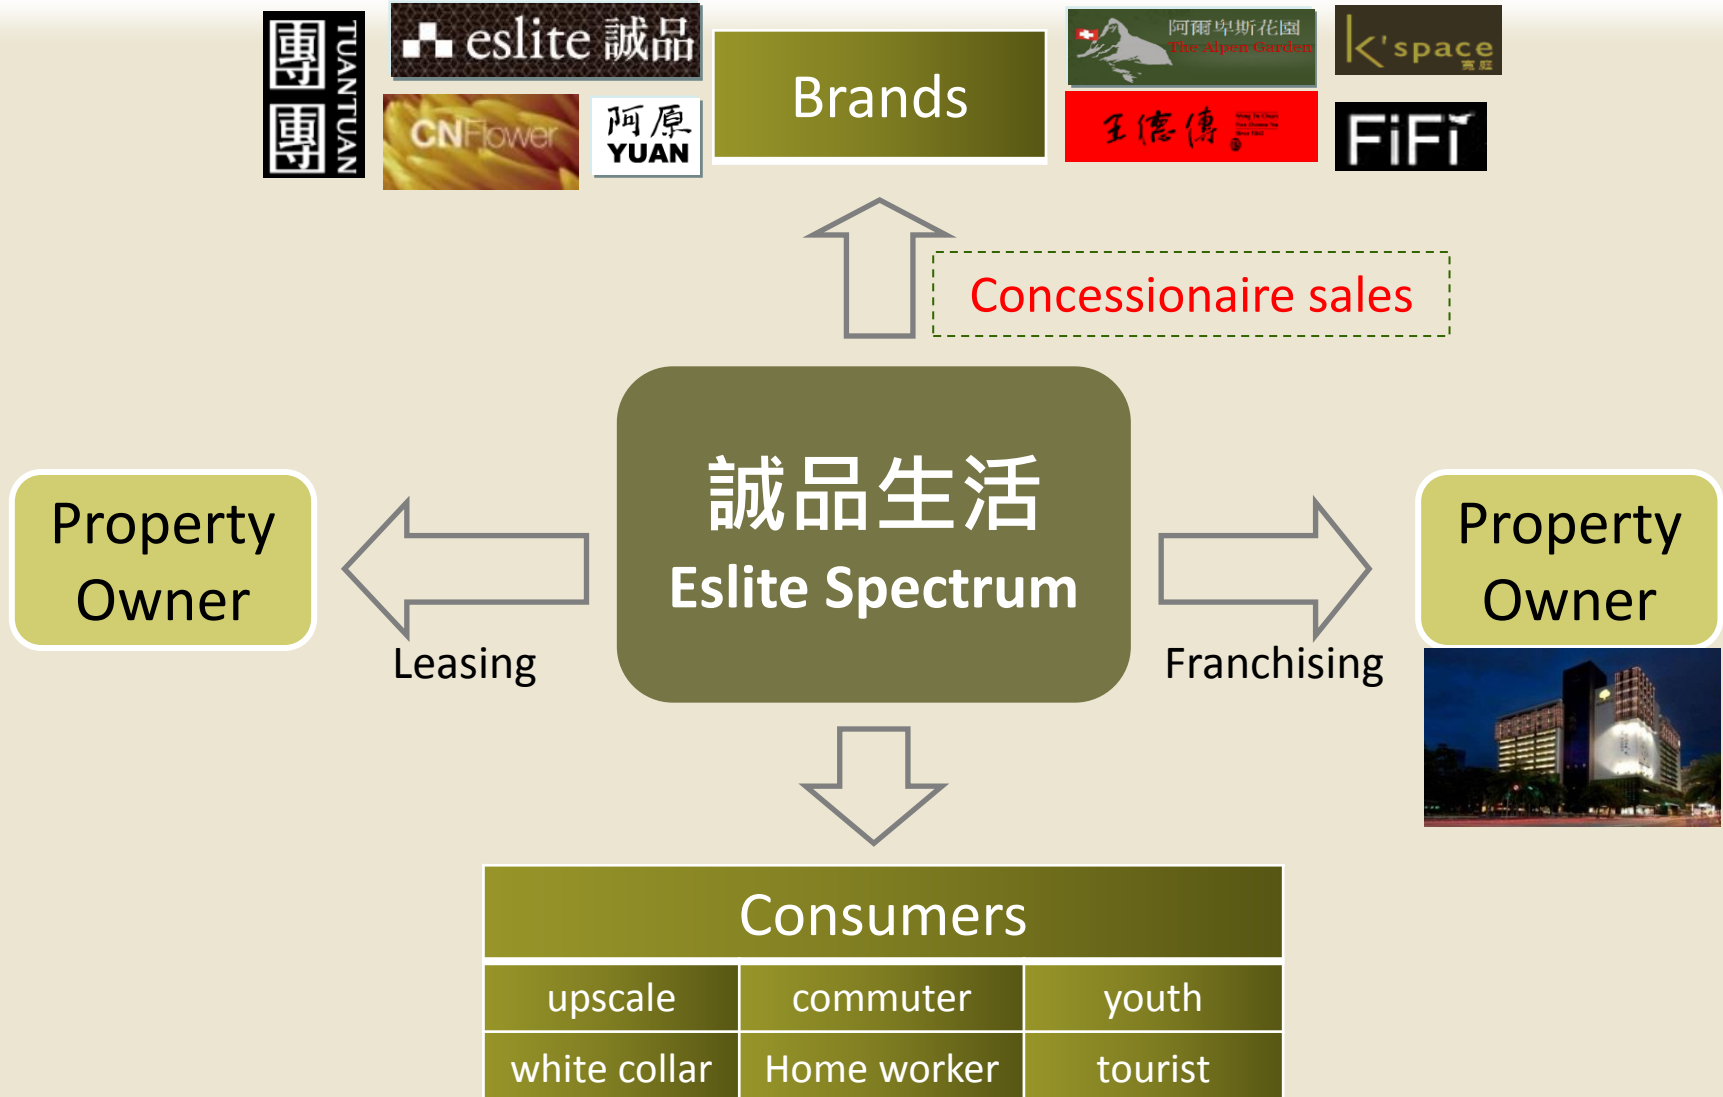 團團 TUANTUAN
eslite 誠品
CNFlower
阿原
YUAN
Brands
阿爾卑斯花園
The Alpen Garden
王德傳
k'space
寬庭
FiFi
Concessionaire sales
誠品生活
Eslite Spectrum
Property
Owner
Leasing
Franchising
Property
Owner
Consumers
upscale commuter youth
white collar Home worker tourist